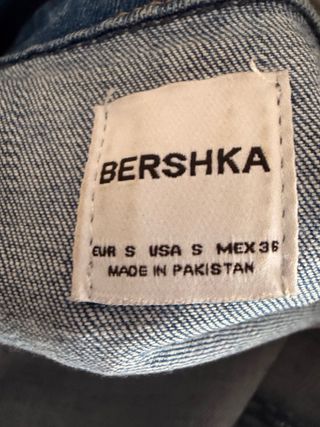 BERSHKA
EUR S USA S MEX 36
MADE IN PAKISTAN